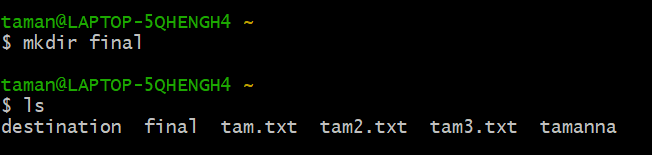 taman@LAPTOP-5QHENGH4 ~
$ mkdir final
taman@LAPTOP-5QHENGH4 ~
$ ls
destination  final  tam.txt  tam2.txt  tam3.txt  tamanna